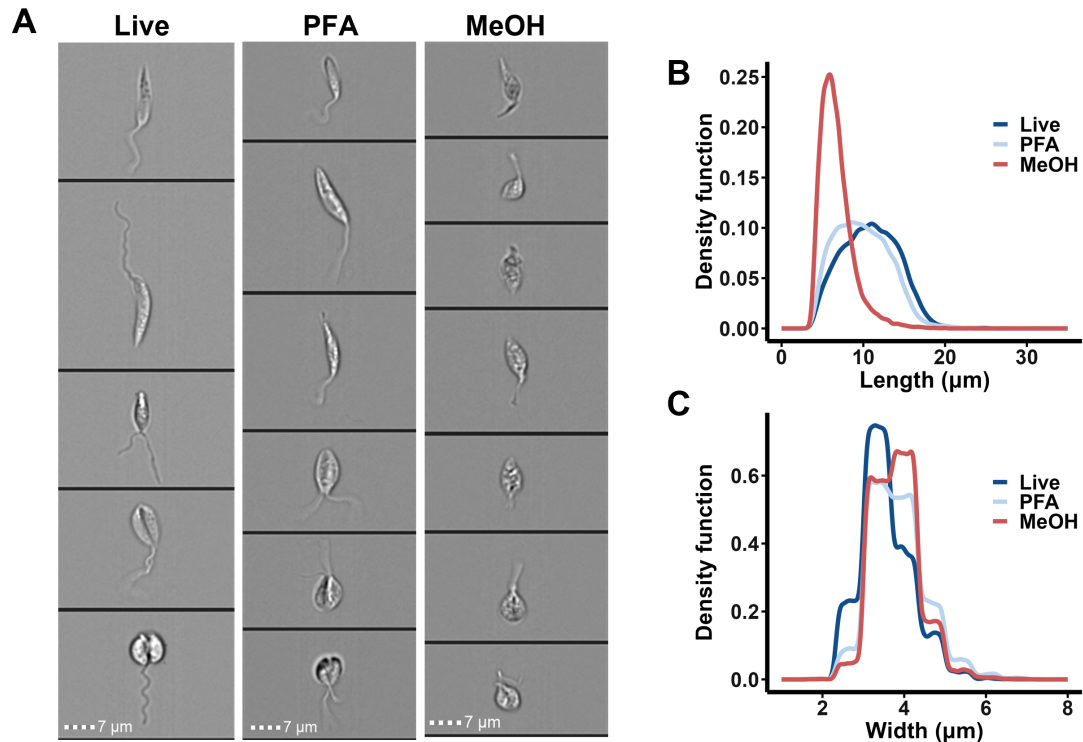 A
Live
PFA
MeOH
7 µm
7 µm
7 µm
B
Density function
0.25
0.20
0.15
0.10
0.05
0.00
Live
PFA
MeOH
0
10
20
30
Length (µm)
C
Density function
0.6
0.4
0.2
0.0
Live
PFA
MeOH
2
4
6
8
Width (µm)